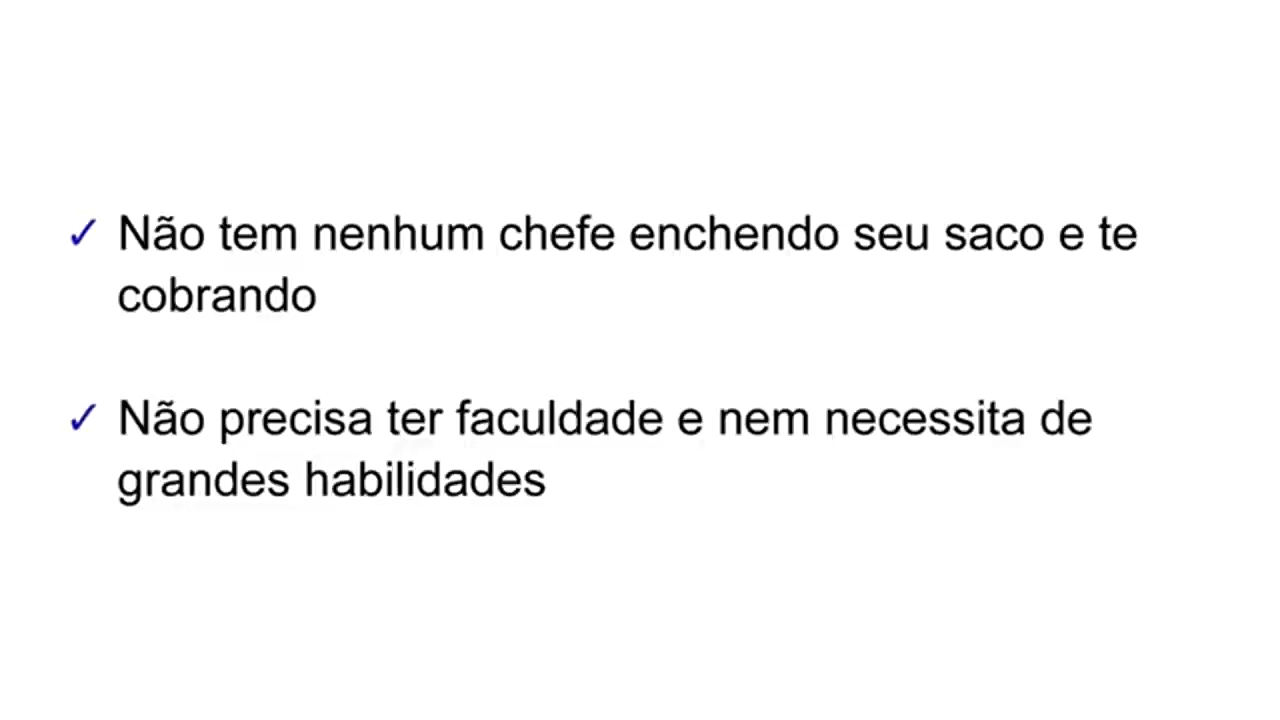 ✓ Não tem nenhum chefe enchendo seu saco e te
cobrando
✓ Não precisa ter faculdade e nem necessita de
grandes habilidades